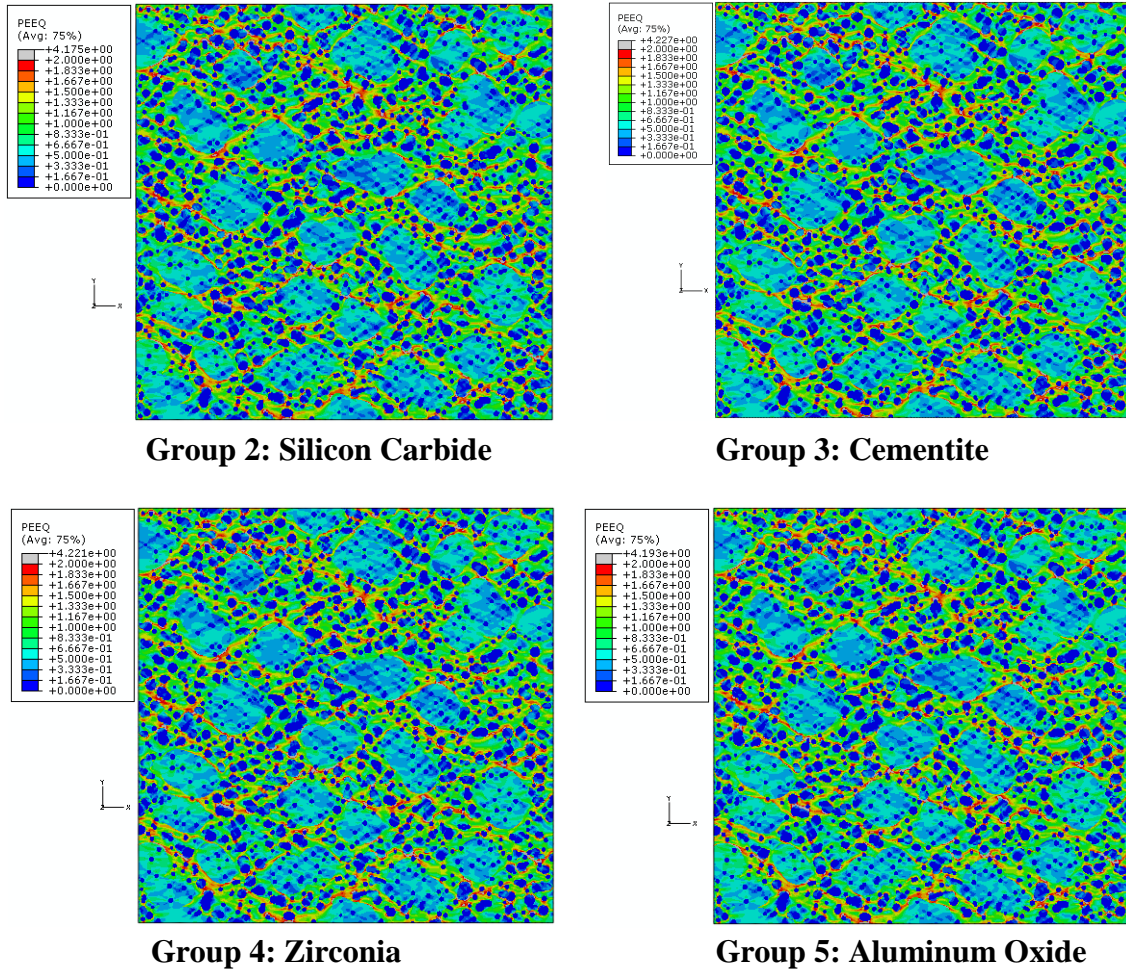 PEEQ
(Avg: 75%)
+4.175e+00
+2.000e+00
+1.833e+00
+1.667e+00
+1.500e+00
+1.333e+00
+1.167e+00
+1.000e+00
+8.333e-01
+6.667e-01
+5.000e-01
+3.333e-01
+1.667e-01
+0.000e+00
Y
Z X
Group 2: Silicon Carbide
PEEQ
(Avg: 75%)
+4.227e+00
+2.000e+00
+1.833e+00
+1.667e+00
+1.500e+00
+1.333e+00
+1.167e+00
+1.000e+00
+8.333e-01
+6.667e-01
+5.000e-01
+3.333e-01
+1.667e-01
+0.000e+00
Y
Z X
Group 3: Cementite
PEEQ
(Avg: 75%)
+4.221e+00
+2.000e+00
+1.833e+00
+1.667e+00
+1.500e+00
+1.333e+00
+1.167e+00
+1.000e+00
+8.333e-01
+6.667e-01
+5.000e-01
+3.333e-01
+1.667e-01
+0.000e+00
Y
Z X
Group 4: Zirconia
PEEQ
(Avg: 75%)
+4.193e+00
+2.000e+00
+1.833e+00
+1.667e+00
+1.500e+00
+1.333e+00
+1.167e+00
+1.000e+00
+8.333e-01
+6.667e-01
+5.000e-01
+3.333e-01
+1.667e-01
+0.000e+00
Y
Z X
Group 5: Aluminum Oxide